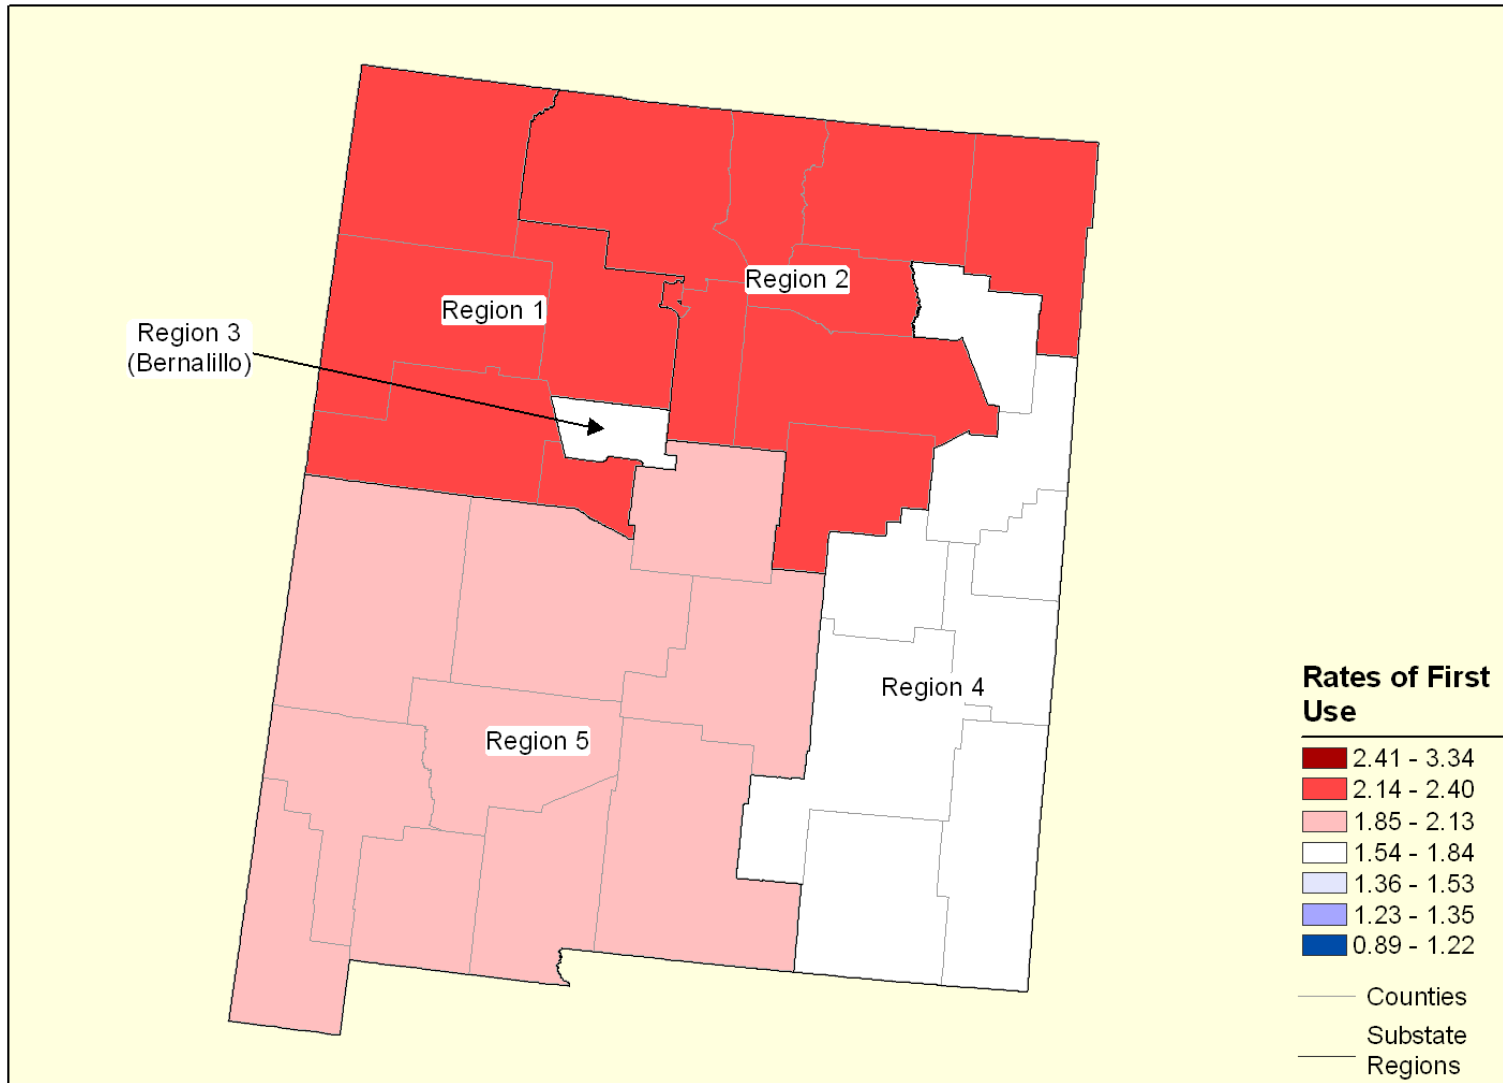 Region 2
Region 1
Region 3
(Bernalillo)
Region 4
Region 5
Rates of First
Use
2.41 - 3.34
2.14 - 2.40
1.85 - 2.13
1.54 - 1.84
1.36 - 1.53
1.23 - 1.35
0.89 - 1.22
Counties
Substate
Regions